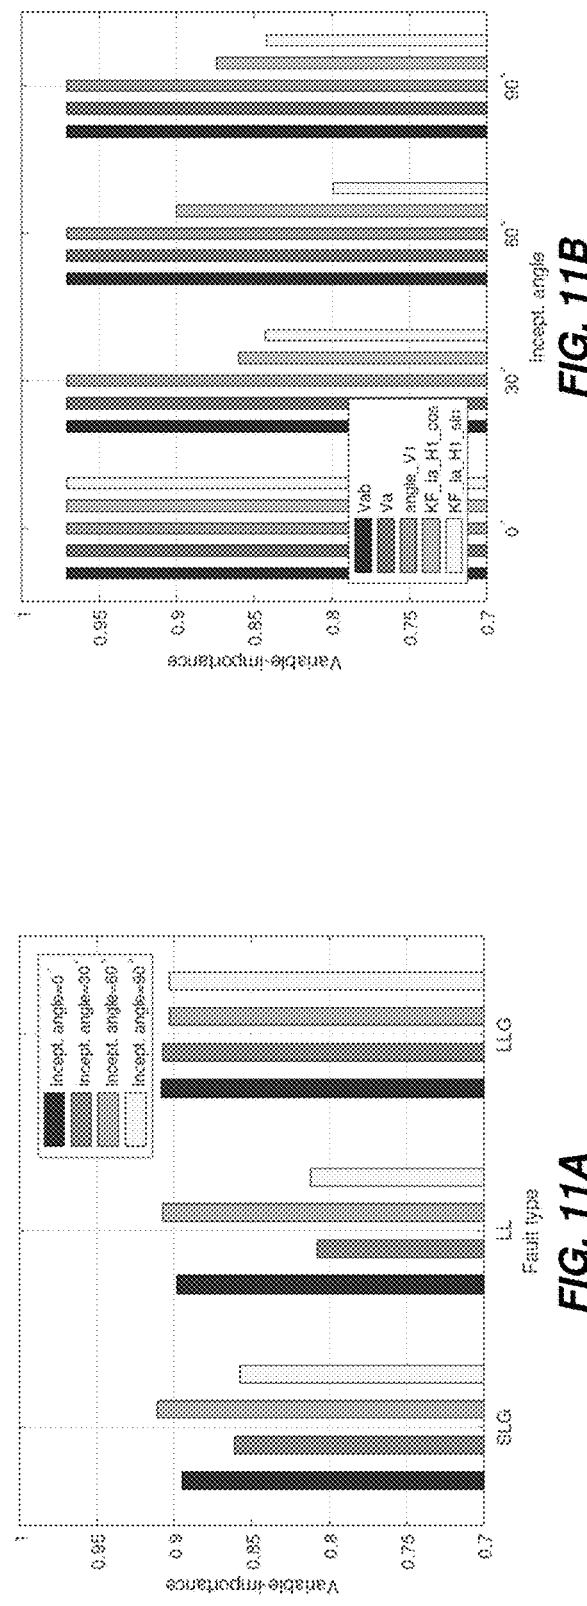 1
0.95
0.9
0.85
0.8
0.75
0.7
Variable-importance
Incept. angle=0°
Incept. angle=30°
Incept. angle=60°
Incept. angle=90°
SLG
LL
LLG
Fault type
FIG. 11A
1
0.95
0.9
0.85
0.8
0.75
0.7
Variable-importance
Vab
Va
angle_V1
KF_Ia_H1_cos
KF_Ia_H1_sin
0°
30°
60°
90°
Incept. angle
FIG. 11B